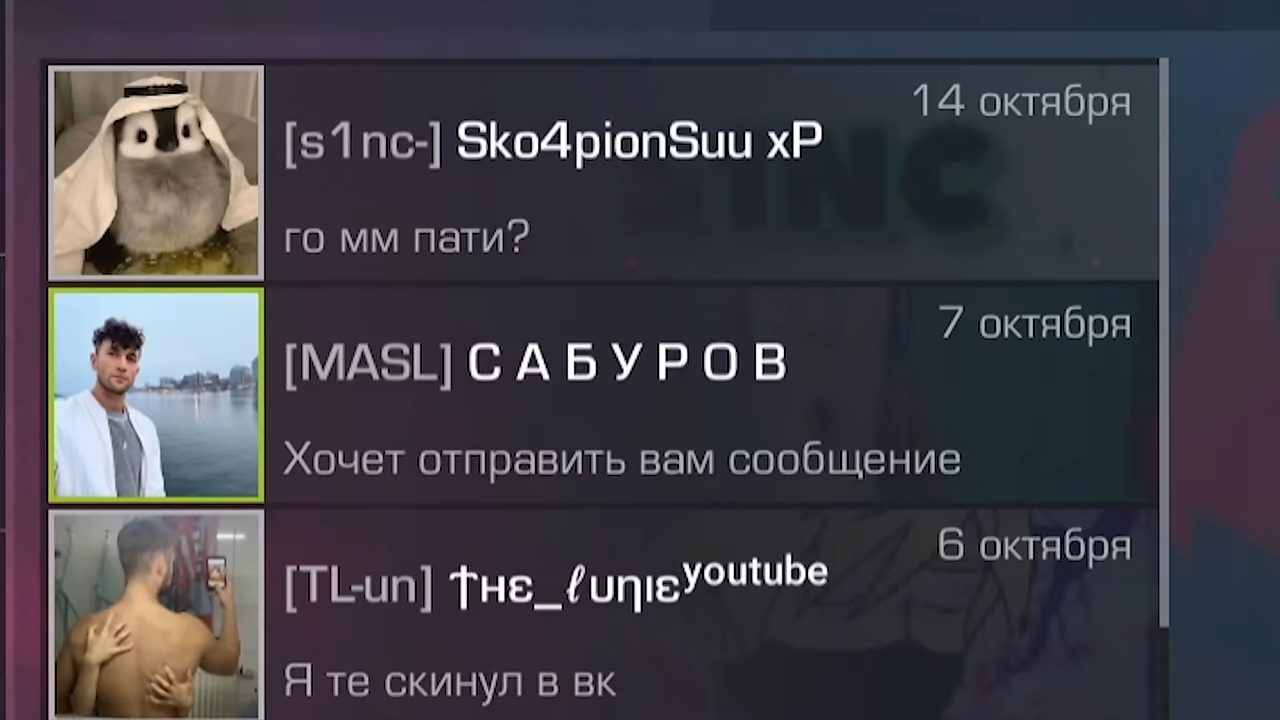 14 октября
[s1nc-] Sko4pionSuu xP
го мм пати?
7 октября
[MASL] С А Б У Р О В
Хочет отправить вам сообщение
6 октября
[TL-un] †нε_ℓυηιεʸᵒᵘᵗᵘᵇᵉ
Я те скинул в вк